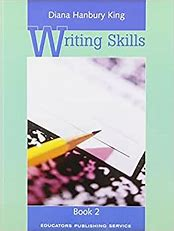 Diana Hanbury King
Writing Skills
Book 2
EDUCATORS PUBLISHING SERVICE